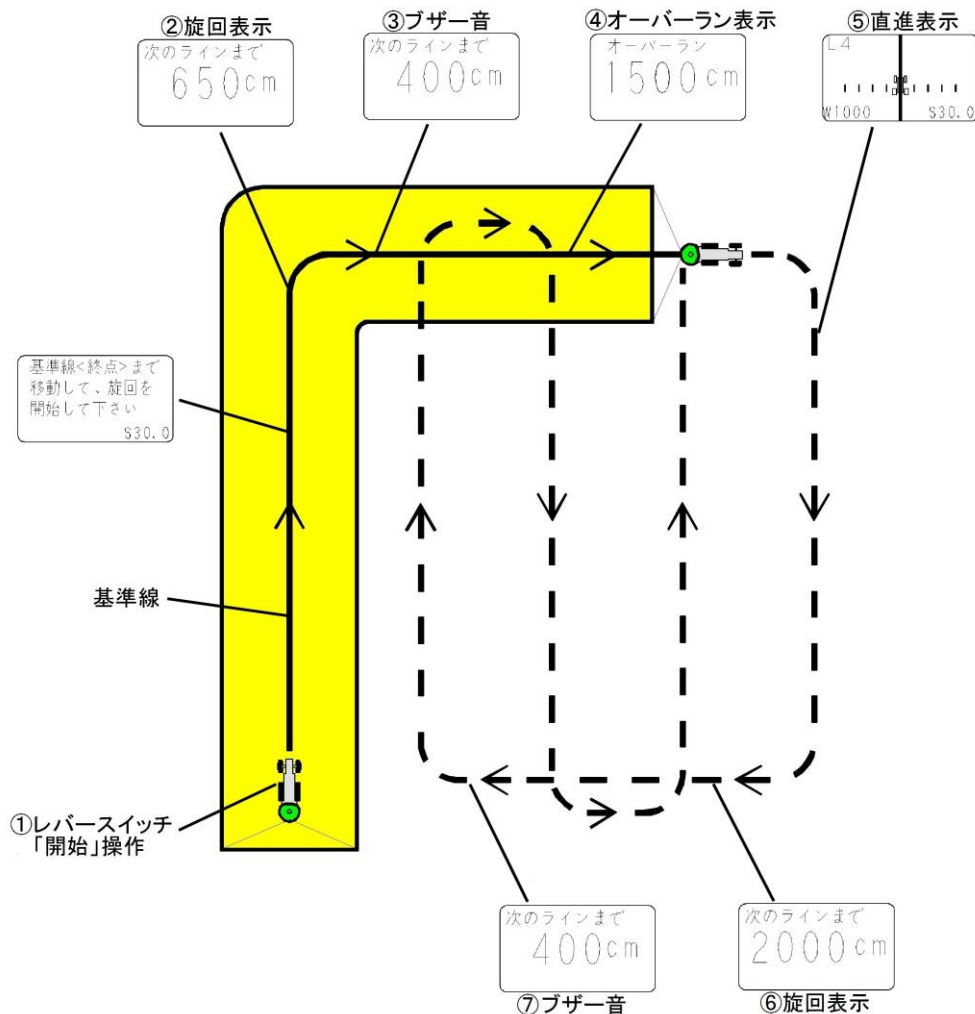 ②旋回表示
次のラインまで
650cm
③ブザー音
次のラインまで
400cm
④オーバーラン表示
オーバーラン
1500cm
⑤直進表示
L4
W1000 S30.0
基準線<終点>まで
移動して、旋回を
開始して下さい
S30.0
基準線
①レバースイッチ
「開始」操作
次のラインまで
400cm
⑦ブザー音
次のラインまで
2000cm
⑥旋回表示